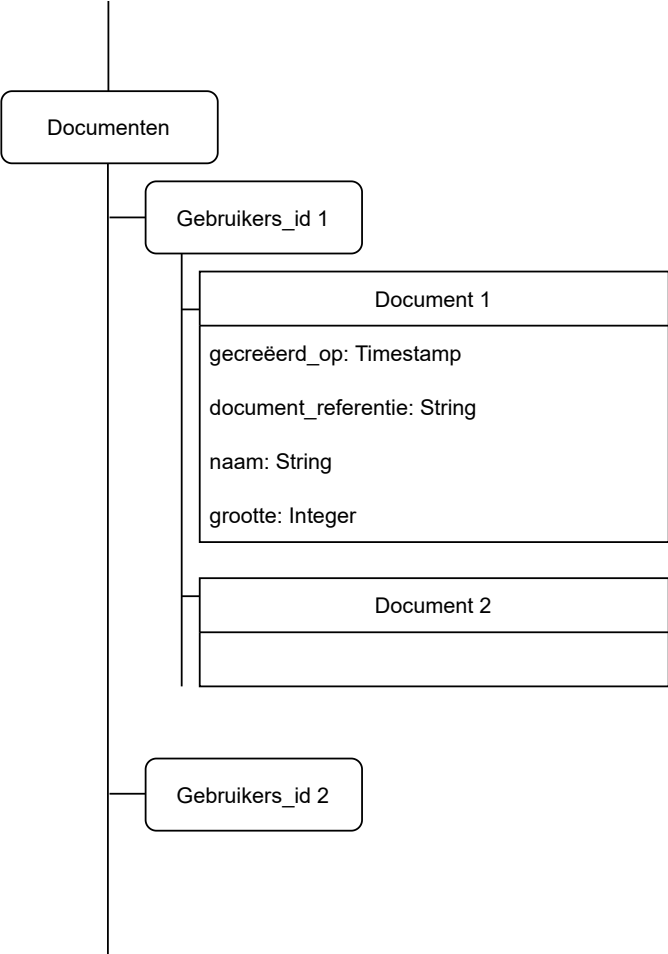 Documenten
Gebruikers_id 1
Document 1
gecreëerd_op: Timestamp
document_referentie: String
naam: String
grootte: Integer
Document 2
Gebruikers_id 2